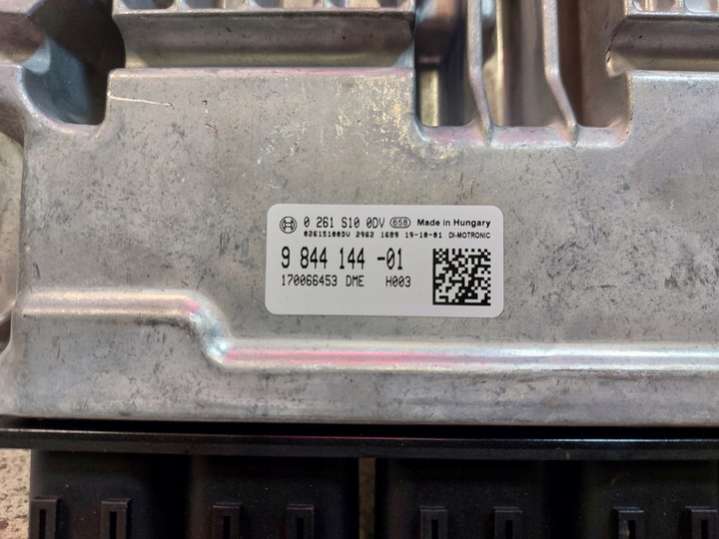 0 261 S10 0DV 658 Made in Hungary
0261S100DV 2962 1689 19-10-01 DI-MOTRONIC
9 844 144 -01
170066453 DME H003